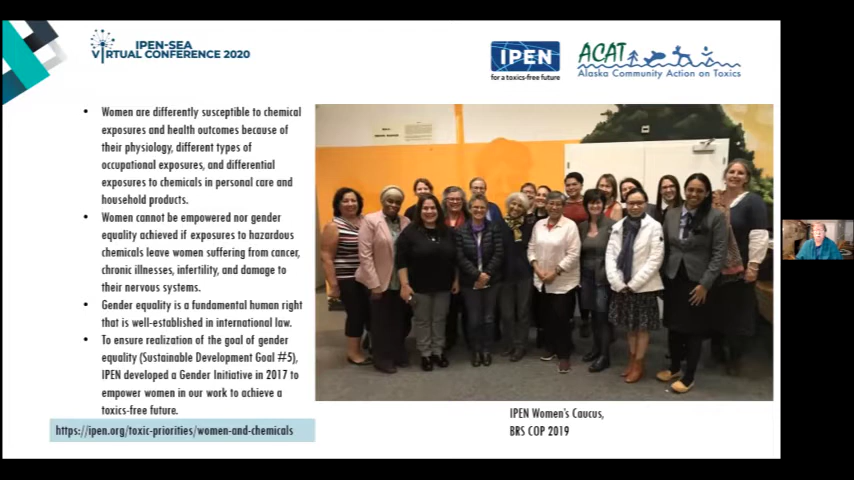 IPEN-SEA
VIRTUAL CONFERENCE 2020
IPEN
for a toxics-free future
ACAT
Alaska Community Action on Toxics
• Women are differently susceptible to chemical
exposures and health outcomes because of
their physiology, different types of
occupational exposures, and differential
exposures to chemicals in personal care and
household products.
• Women cannot be empowered nor gender
equality achieved if exposures to hazardous
chemicals leave women suffering from cancer,
chronic illnesses, infertility, and damage to
their nervous systems.
• Gender equality is a fundamental human right
that is well-established in international law.
• To ensure realization of the goal of gender
equality (Sustainable Development Goal #5),
IPEN developed a Gender Initiative in 2017 to
empower women in our work to achieve a
toxics-free future.
https://ipen.org/toxic-priorities/women-and-chemicals
IPEN Women's Caucus,
BRS COP 2019